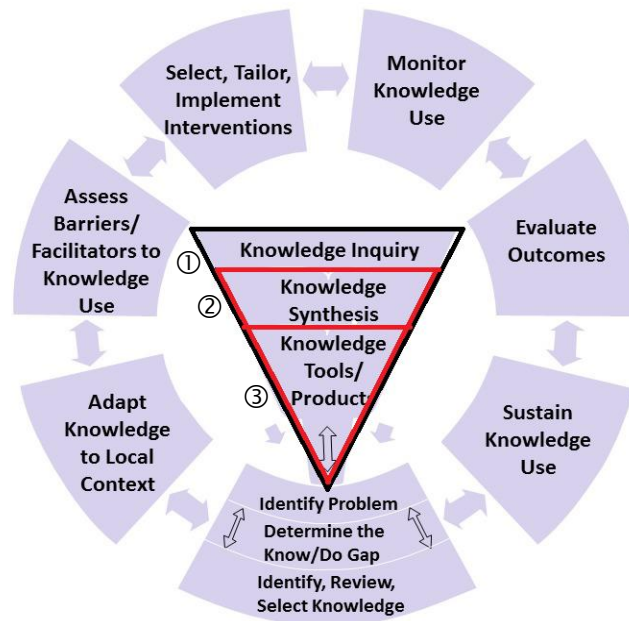 Select, Tailor,
Implement
Interventions
Monitor
Knowledge
Use
Assess
Barriers/
Facilitators to
Knowledge
Use
Evaluate
Outcomes
①
Knowledge Inquiry
②
Knowledge
Synthesis
③
Knowledge
Tools/
Product
Adapt
Knowledge
to Local
Context
Sustain
Knowledge
Use
Identify Problem
Determine the
Know/Do Gap
Identify, Review,
Select Knowledge